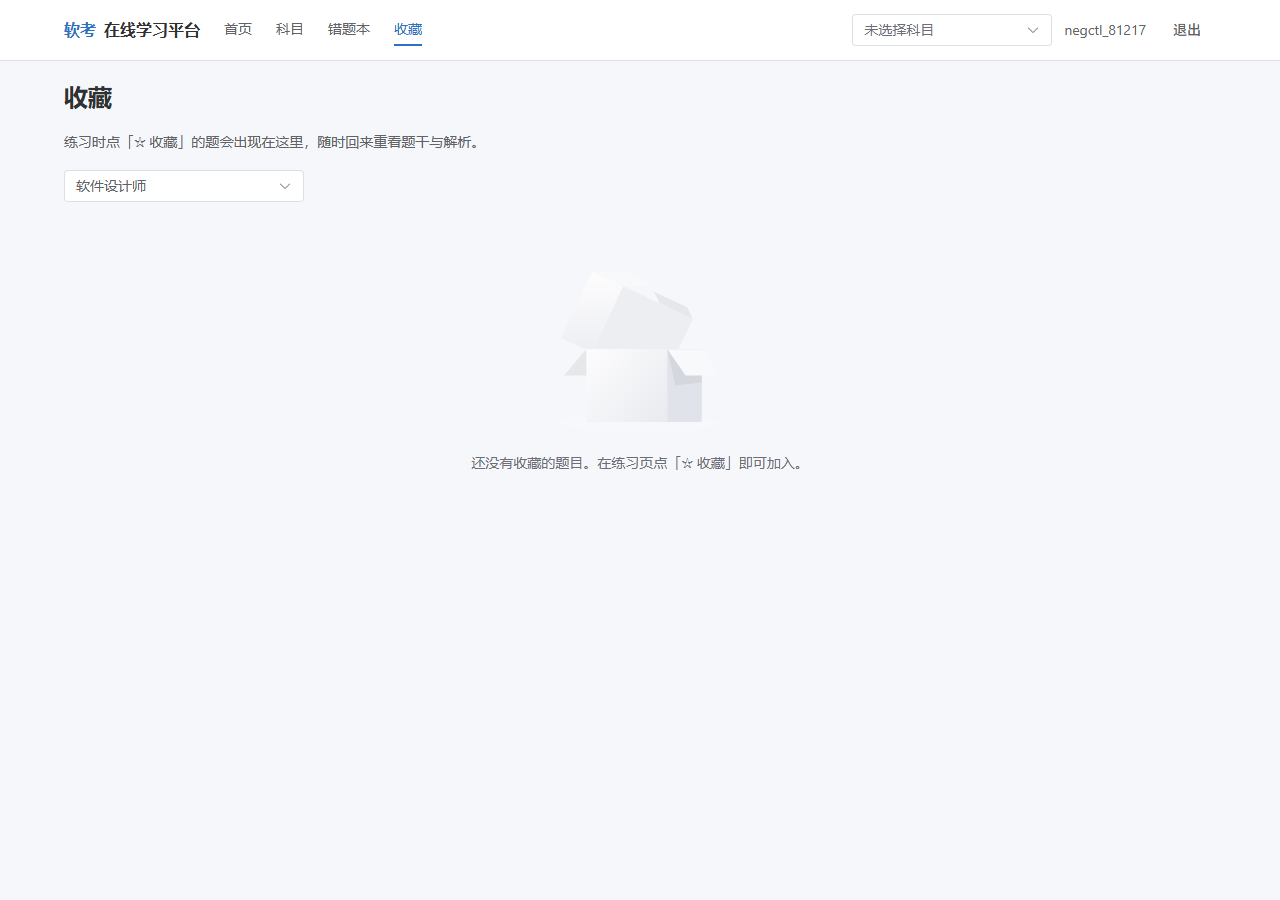 软考 在线学习平台 首页 科目 错题本 收藏 未选择科目 negctl_81217 退出
收藏
练习时点「☆ 收藏」的题会出现在这里，随时回来重看题干与解析。
软件设计师
还没有收藏的题目。在练习页点「☆ 收藏」即可加入。